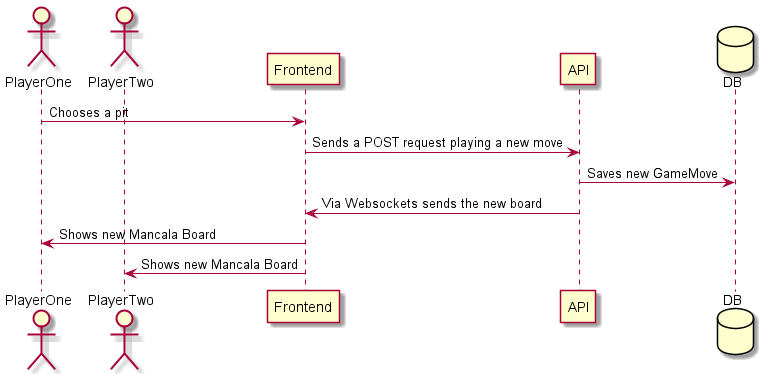 PlayerOne
PlayerTwo
Frontend
API
DB
Chooses a pit
Sends a POST request playing a new move
Saves new GameMove
Via Websockets sends the new board
Shows new Mancala Board
Shows new Mancala Board
PlayerOne
PlayerTwo
Frontend
API
DB